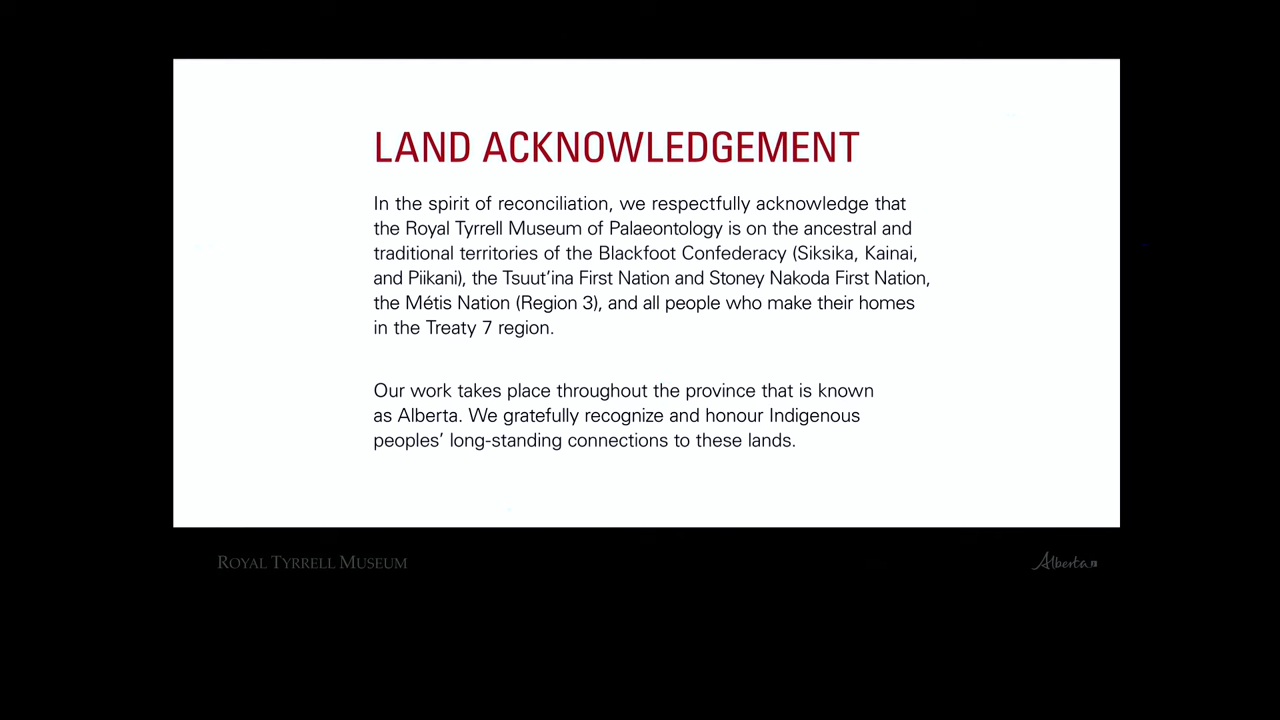 LAND ACKNOWLEDGEMENT
In the spirit of reconciliation, we respectfully acknowledge that
the Royal Tyrrell Museum of Palaeontology is on the ancestral and
traditional territories of the Blackfoot Confederacy (Siksika, Kainai,
and Piikani), the Tsuut’ina First Nation and Stoney Nakoda First Nation,
the Métis Nation (Region 3), and all people who make their homes
in the Treaty 7 region.
Our work takes place throughout the province that is known
as Alberta. We gratefully recognize and honour Indigenous
peoples’ long-standing connections to these lands.
ROYAL TYRRELL MUSEUM
Alberta